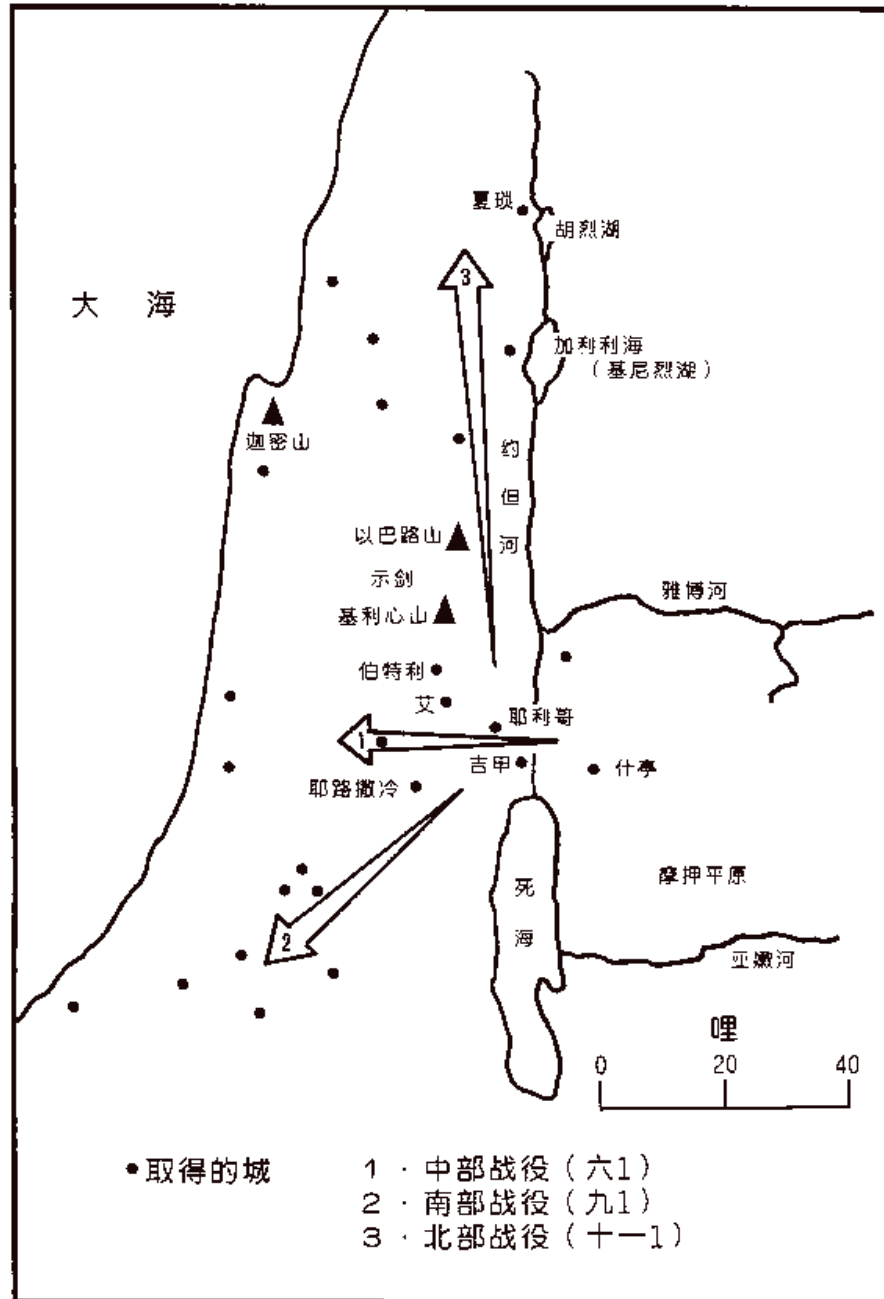 夏琐
胡烈湖
大 海
3
加利利海
(基尼烈湖)
迦密山
约但河
以巴路山
示剑
基利心山
雅博河
伯特利
艾
耶利哥
1
吉甲
什亭
耶路撒冷
死海
摩押平原
2
亚嫩河
哩
0 20 40
•取得的城
1 · 中部战役(六1)
2 · 南部战役(九1)
3 · 北部战役(十一1)